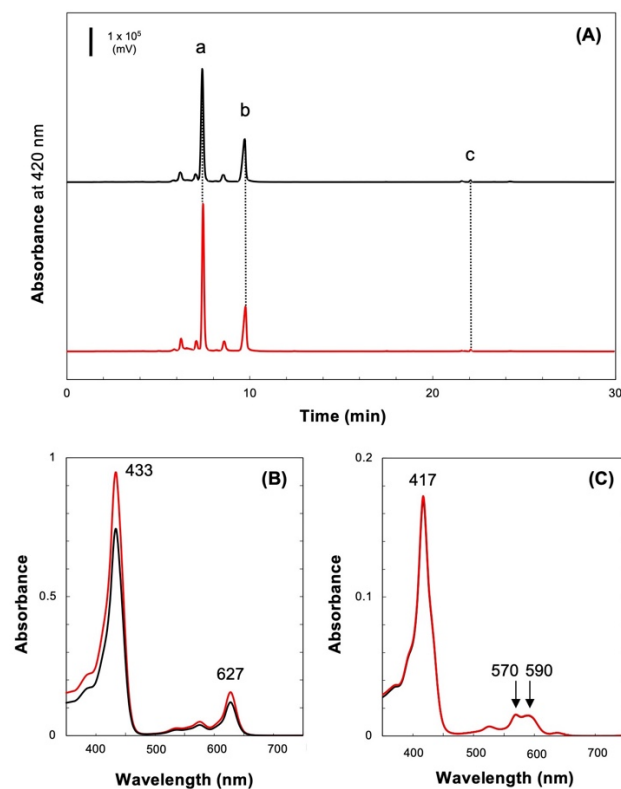 1 x 10⁵
(mV)
(A)
a
b
c
Absorbance at 420 nm
0
10
20
30
Time (min)
1
433
(B)
0.5
627
0
400
500
600
700
Absorbance
Wavelength (nm)
0.2
417
(C)
0.1
570 590
0
400
500
600
700
Absorbance
Wavelength (nm)